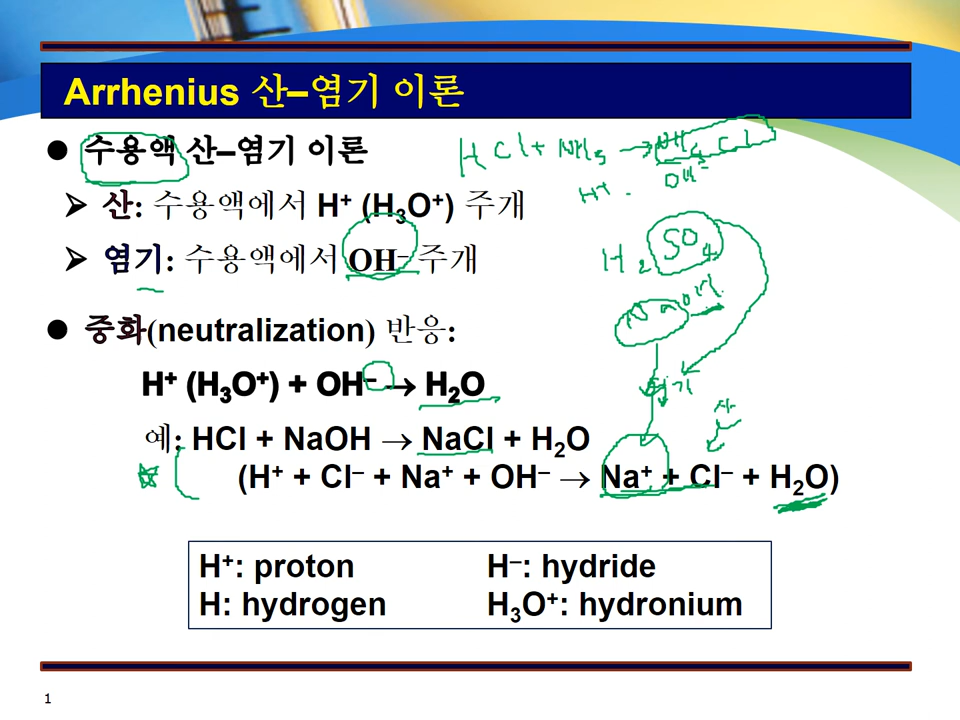 Arrhenius 산–염기 이론
● 수용액 산–염기 이론
HCl + NH₃ → NH₄Cl
➢ 산: 수용액에서 H⁺ (H₃O⁺) 주개
H⁺
OH⁻
➢ 염기: 수용액에서 OH⁻ 주개
H₂SO₄
● 중화(neutralization) 반응:
H⁺ (H₃O⁺) + OH⁻ → H₂O
염기
산
예: HCl + NaOH → NaCl + H₂O
(H⁺ + Cl⁻ + Na⁺ + OH⁻ → Na⁺ + Cl⁻ + H₂O)
H⁺: proton H⁻: hydride
H: hydrogen H₃O⁺: hydronium
1